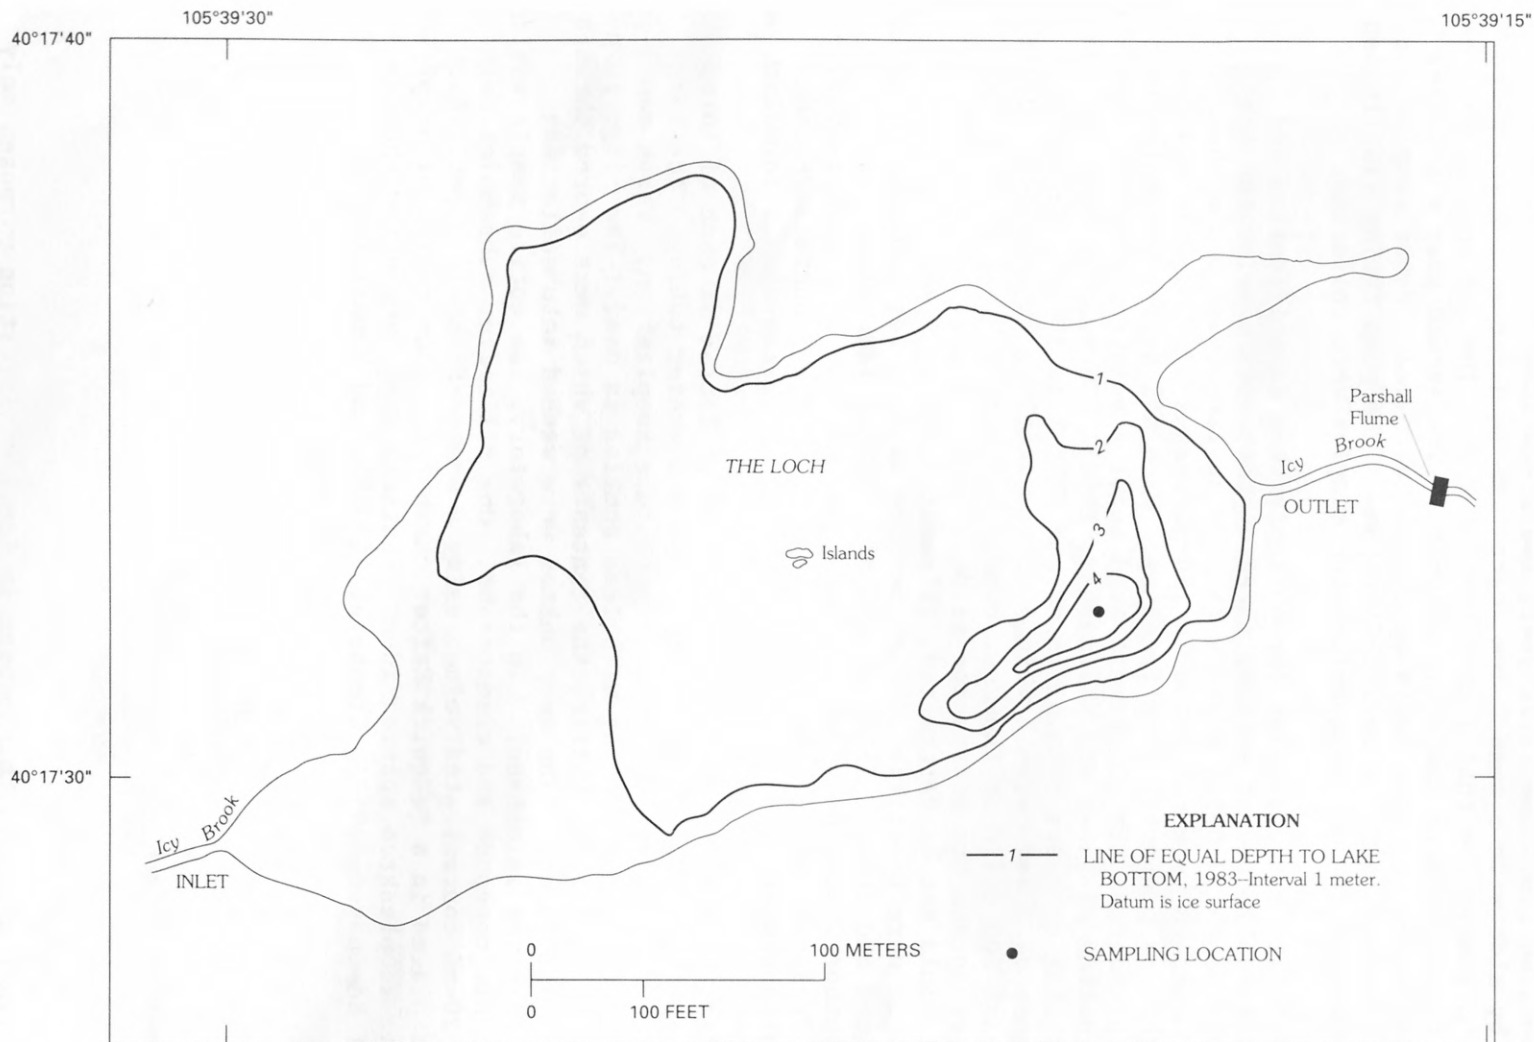 105°39'30"
105°39'15"
40°17'40"
1
Parshall
Flume
2
Icy Brook
THE LOCH
OUTLET
3
Islands
4
40°17'30"
Icy Brook
INLET
EXPLANATION
1 LINE OF EQUAL DEPTH TO LAKE
BOTTOM, 1983–Interval 1 meter.
Datum is ice surface
SAMPLING LOCATION
0 100 METERS
0 100 FEET